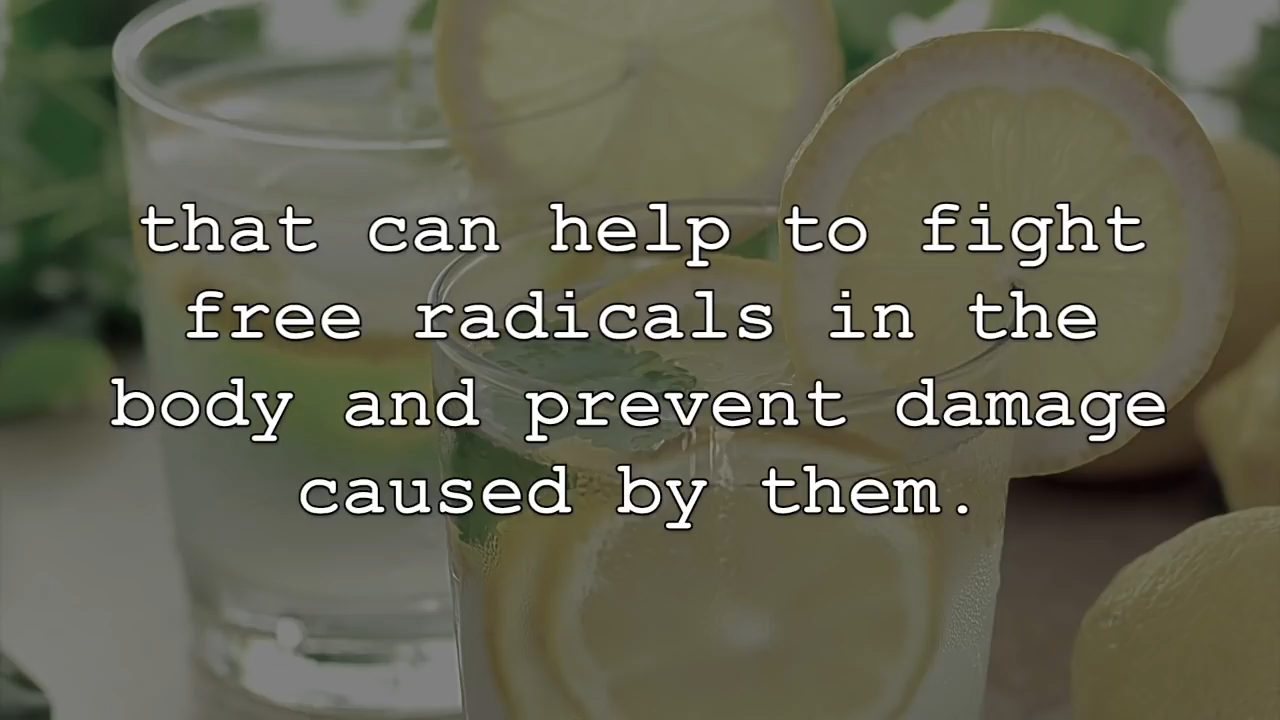 that can help to fight
free radicals in the
body and prevent damage
caused by them.